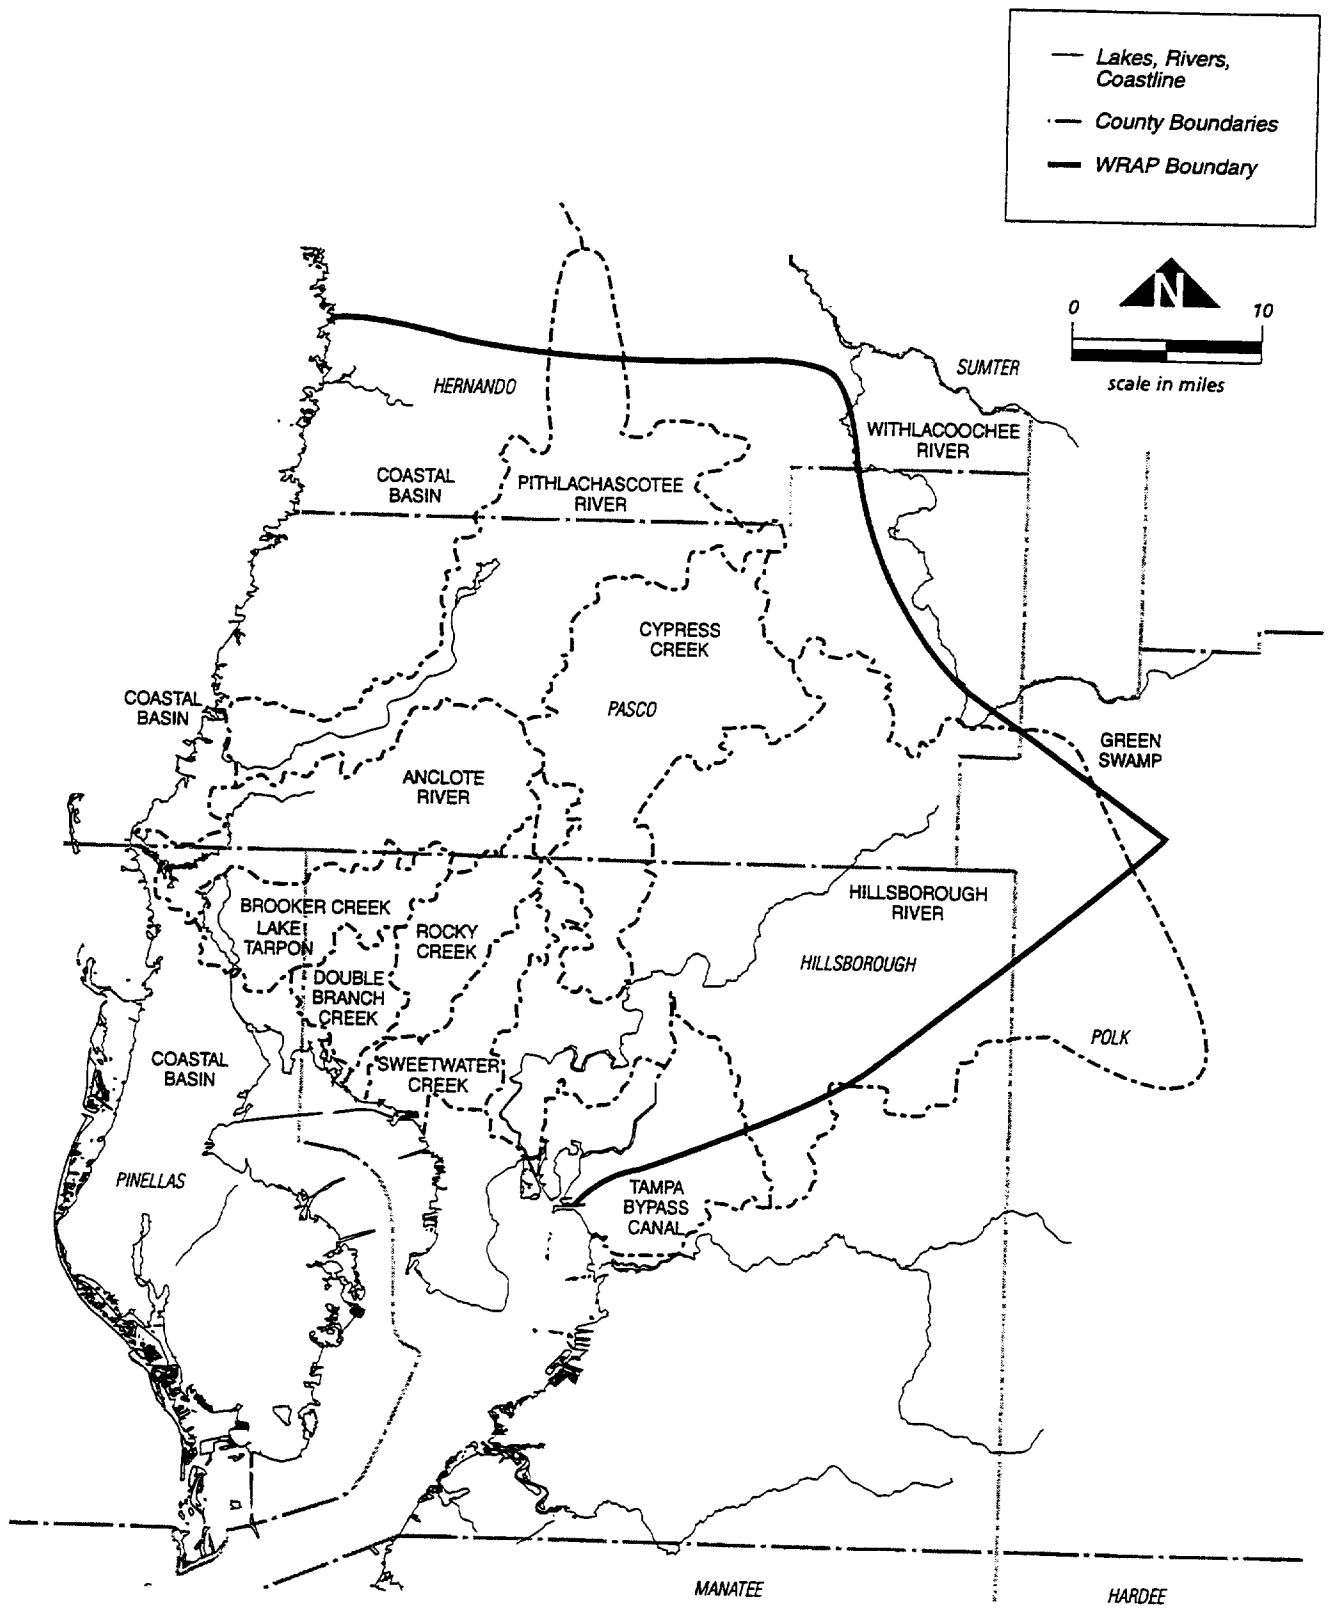 Lakes, Rivers,
Coastline
County Boundaries
WRAP Boundary
N
0 10
scale in miles
SUMTER
HERNANDO
WITHLACOOCHEE
RIVER
COASTAL
BASIN
PITHLACHASCOTEE
RIVER
CYPRESS
CREEK
COASTAL
BASIN
PASCO
GREEN
SWAMP
ANCLOTE
RIVER
HILLSBOROUGH
RIVER
BROOKER CREEK
LAKE
TARPON
ROCKY
CREEK
HILLSBOROUGH
DOUBLE
BRANCH
CREEK
POLK
COASTAL
BASIN
SWEETWATER
CREEK
PINELLAS
TAMPA
BYPASS
CANAL
MANATEE
HARDEE